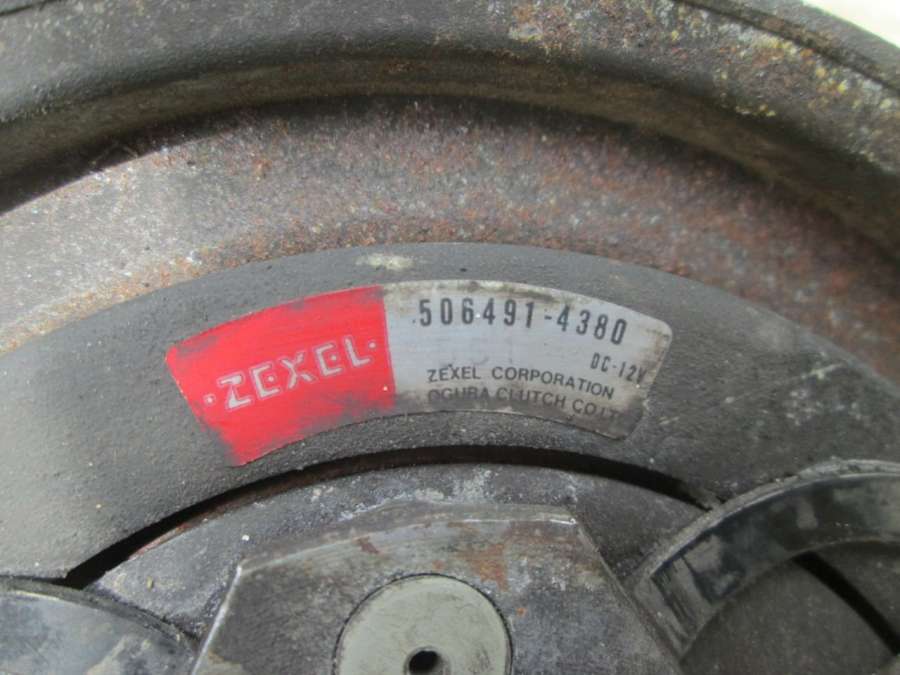 ·ZEXEL·
506491-4380
DC-12V
ZEXEL CORPORATION
OGURA CLUTCH CO.LT